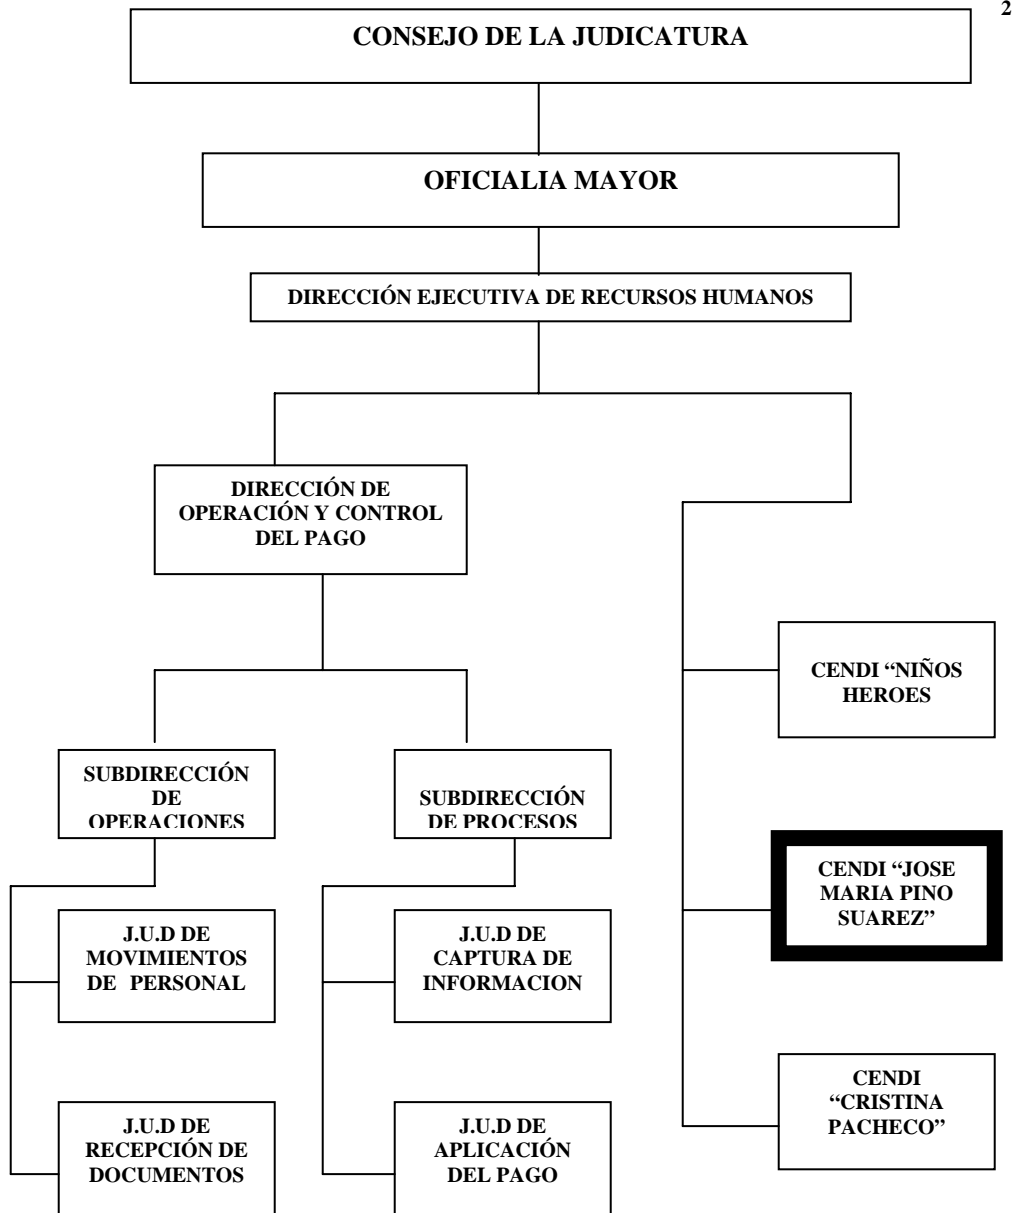 2
CONSEJO DE LA JUDICATURA
OFICIALIA MAYOR
DIRECCIÓN EJECUTIVA DE RECURSOS HUMANOS
DIRECCIÓN DE
OPERACIÓN Y CONTROL
DEL PAGO
CENDI “NIÑOS
HEROES
SUBDIRECCIÓN
DE
OPERACIONES
SUBDIRECCIÓN
DE PROCESOS
CENDI “JOSE
MARIA PINO
SUAREZ”
J.U.D DE
MOVIMIENTOS
DE PERSONAL
J.U.D DE
CAPTURA DE
INFORMACION
CENDI
“CRISTINA
PACHECO”
J.U.D DE
RECEPCIÓN DE
DOCUMENTOS
J.U.D DE
APLICACIÓN
DEL PAGO